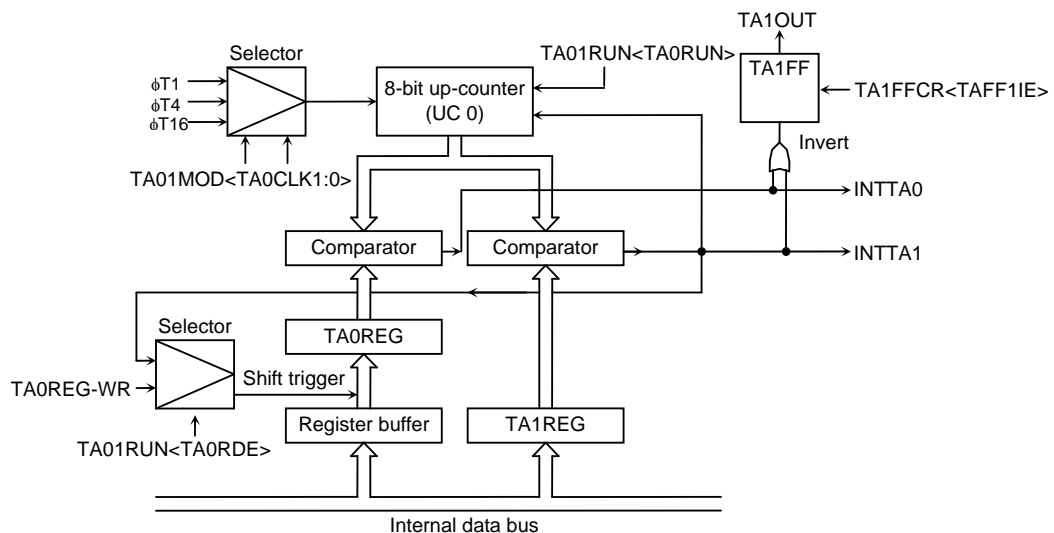 TA1OUT
Selector
TA01RUN<TA0RUN>
TA1FF
ϕT1
8-bit up-counter
(UC 0)
TA1FFCR<TAFF1IE>
ϕT4
ϕT16
Invert
TA01MOD<TA0CLK1:0>
INTTA0
Comparator
Comparator
INTTA1
Selector
TA0REG
Shift trigger
TA0REG-WR
Register buffer
TA1REG
TA01RUN<TA0RDE>
Internal data bus